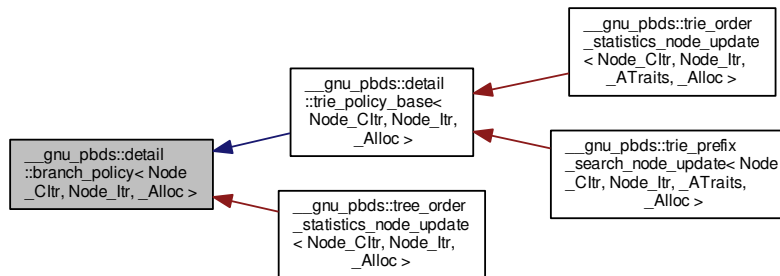 __gnu_pbds::detail
::branch_policy< Node
_CItr, Node_Itr, _Alloc >
__gnu_pbds::detail
::trie_policy_base<
Node_CItr, Node_Itr,
_Alloc >
__gnu_pbds::tree_order
_statistics_node_update
< Node_CItr, Node_Itr,
_Alloc >
__gnu_pbds::trie_order
_statistics_node_update
< Node_CItr, Node_Itr,
_ATraits, _Alloc >
__gnu_pbds::trie_prefix
_search_node_update< Node
_CItr, Node_Itr, _ATraits,
_Alloc >